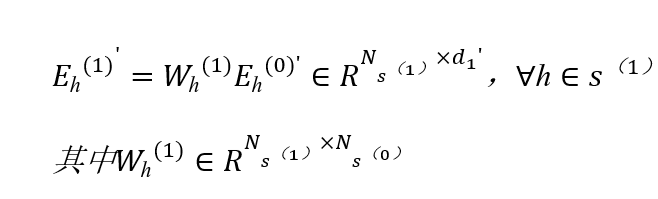 E_h^{(1)'} = W_h^{(1)} E_h^{(0)'} ∈ R^{N_{s（1）}×d_1'}，∀h ∈ s^{（1）}
其中W_h^{(1)} ∈ R^{N_{s（1）}×N_{s（0）}}